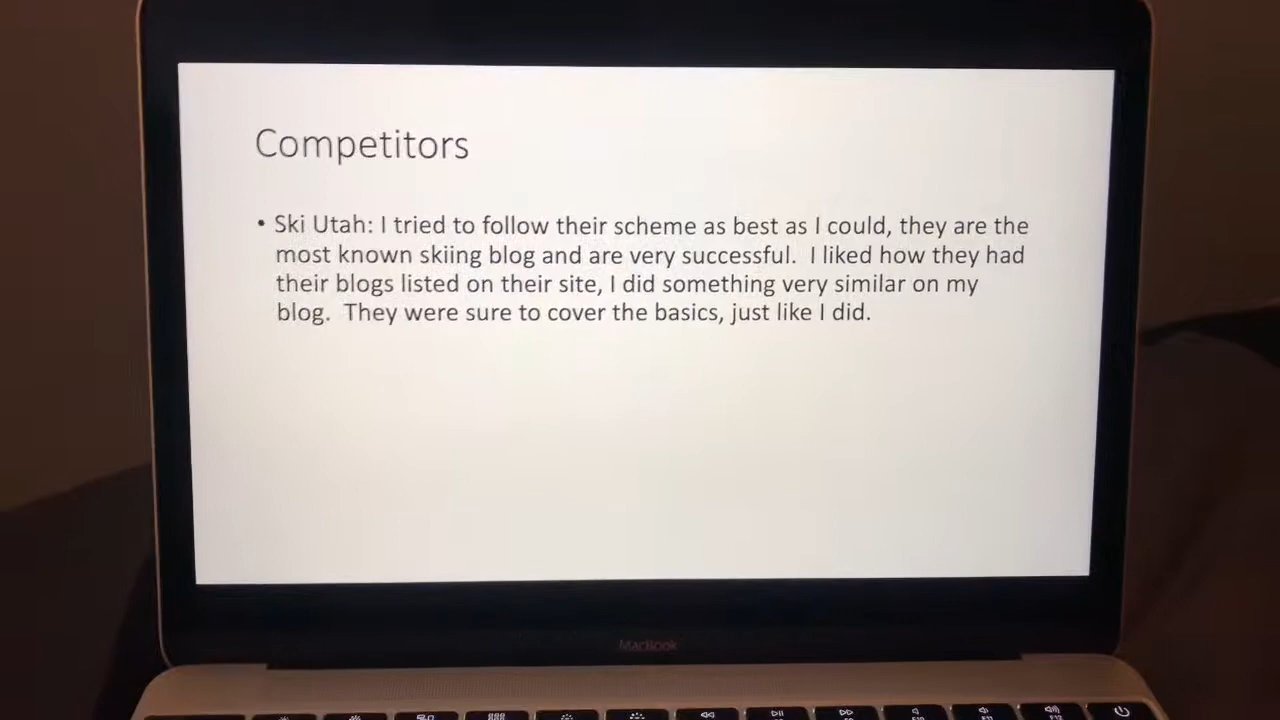 Competitors
• Ski Utah: I tried to follow their scheme as best as I could, they are the
most known skiing blog and are very successful.  I liked how they had
their blogs listed on their site, I did something very similar on my
blog.  They were sure to cover the basics, just like I did.
MacBook